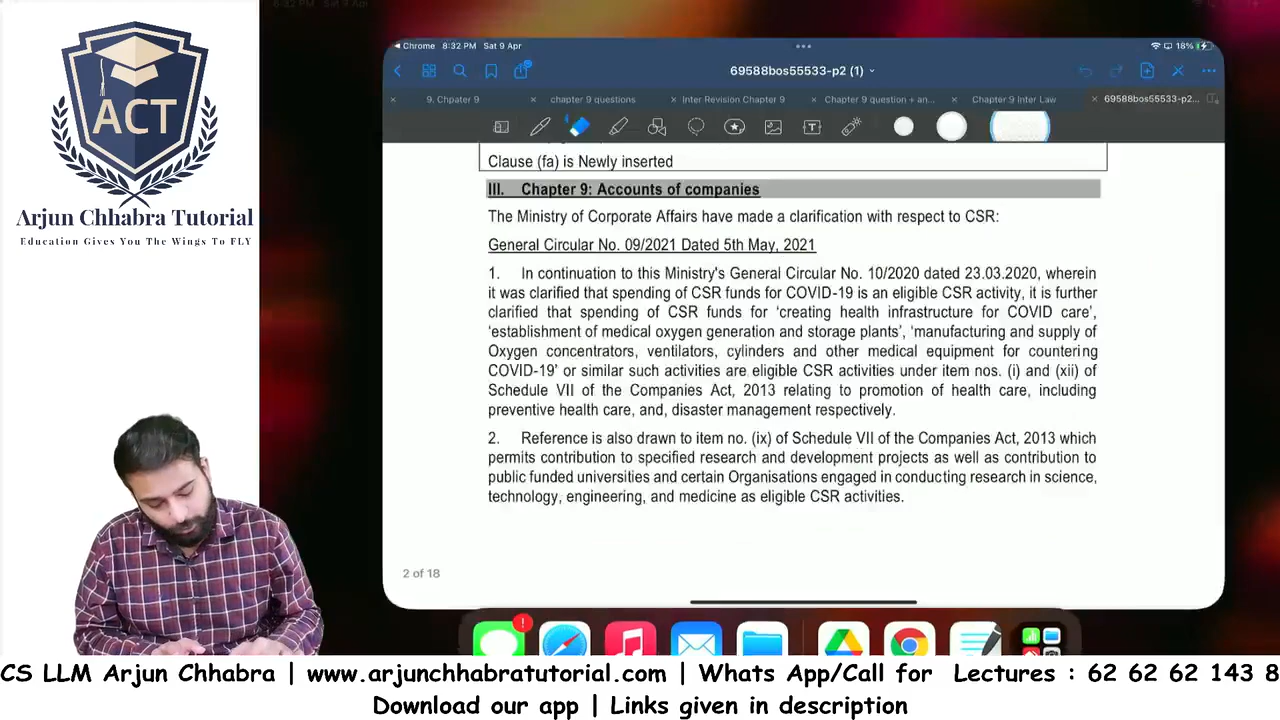 6:32 PM Sat 9 Apr
ACT
Arjun Chhabra Tutorial
Education Gives You The Wings To FLY
Chrome 8:32 PM Sat 9 Apr
18%
69588bos55533-p2 (1)
9. Chpater 9
chapter 9 questions
Inter Revision Chapter 9
Chapter 9 question + an...
Chapter 9 Inter Law
69588bos55533-p2...
Clause (fa) is Newly inserted
III. Chapter 9: Accounts of companies
The Ministry of Corporate Affairs have made a clarification with respect to CSR:
General Circular No. 09/2021 Dated 5th May, 2021
1. In continuation to this Ministry's General Circular No. 10/2020 dated 23.03.2020, wherein
it was clarified that spending of CSR funds for COVID-19 is an eligible CSR activity, it is further
clarified that spending of CSR funds for 'creating health infrastructure for COVID care',
'establishment of medical oxygen generation and storage plants', 'manufacturing and supply of
Oxygen concentrators, ventilators, cylinders and other medical equipment for countering
COVID-19' or similar such activities are eligible CSR activities under item nos. (i) and (xii) of
Schedule VII of the Companies Act, 2013 relating to promotion of health care, including
preventive health care, and, disaster management respectively.
2. Reference is also drawn to item no. (ix) of Schedule VII of the Companies Act, 2013 which
permits contribution to specified research and development projects as well as contribution to
public funded universities and certain Organisations engaged in conducting research in science,
technology, engineering, and medicine as eligible CSR activities.
2 of 18
CS LLM Arjun Chhabra | www.arjunchhabratutorial.com | Whats App/Call for Lectures : 62 62 62 143 8
Download our app | Links given in description